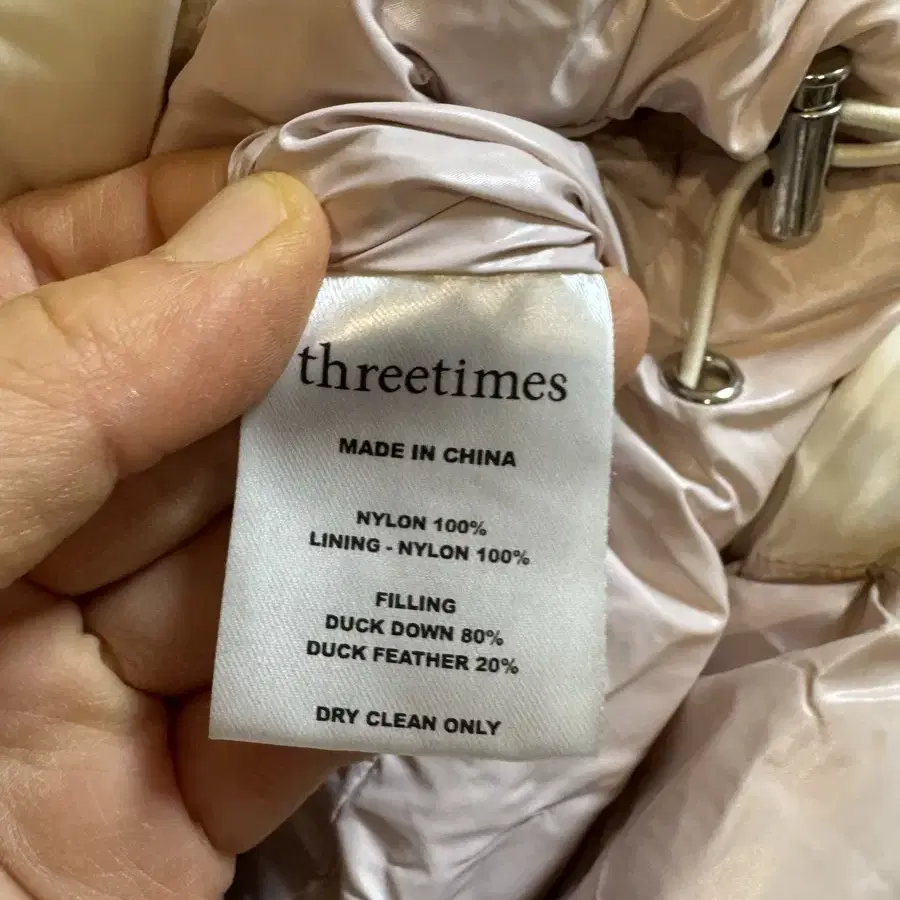 threetimes
MADE IN CHINA
NYLON 100%
LINING - NYLON 100%
FILLING
DUCK DOWN 80%
DUCK FEATHER 20%
DRY CLEAN ONLY